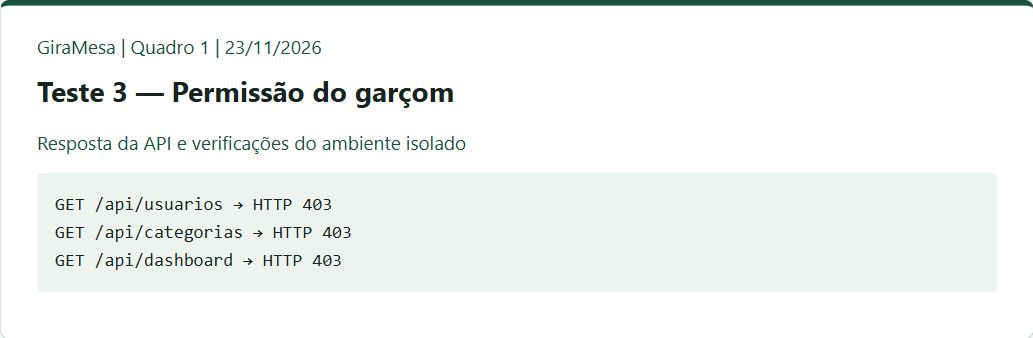 GiraMesa | Quadro 1 | 23/11/2026
Teste 3 — Permissão do garçom
Resposta da API e verificações do ambiente isolado
GET /api/usuarios → HTTP 403
GET /api/categorias → HTTP 403
GET /api/dashboard → HTTP 403